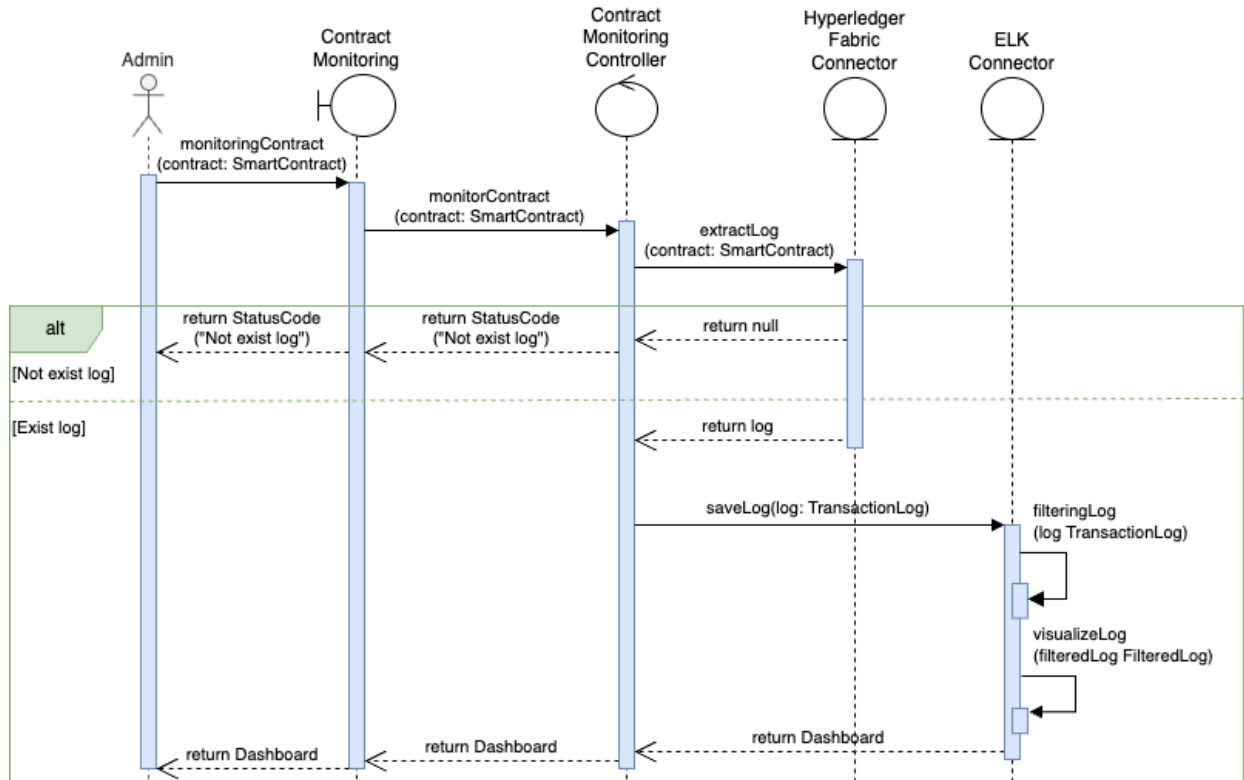 Admin
Contract
Monitoring
Contract
Monitoring
Controller
Hyperledger
Fabric
Connector
ELK
Connector
monitoringContract
(contract: SmartContract)
monitorContract
(contract: SmartContract)
extractLog
(contract: SmartContract)
alt
return StatusCode
("Not exist log")
return StatusCode
("Not exist log")
return null
[Not exist log]
[Exist log]
return log
saveLog(log: TransactionLog)
filteringLog
(log TransactionLog)
visualizeLog
(filteredLog FilteredLog)
return Dashboard
return Dashboard
return Dashboard